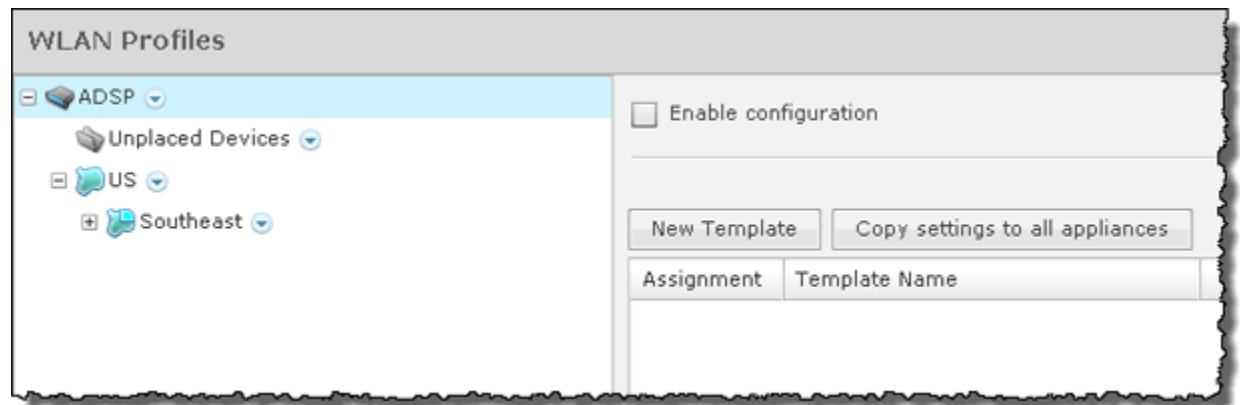 WLAN Profiles
ADSP
Unplaced Devices
US
Southeast
Enable configuration
New Template
Copy settings to all appliances
Assignment
Template Name